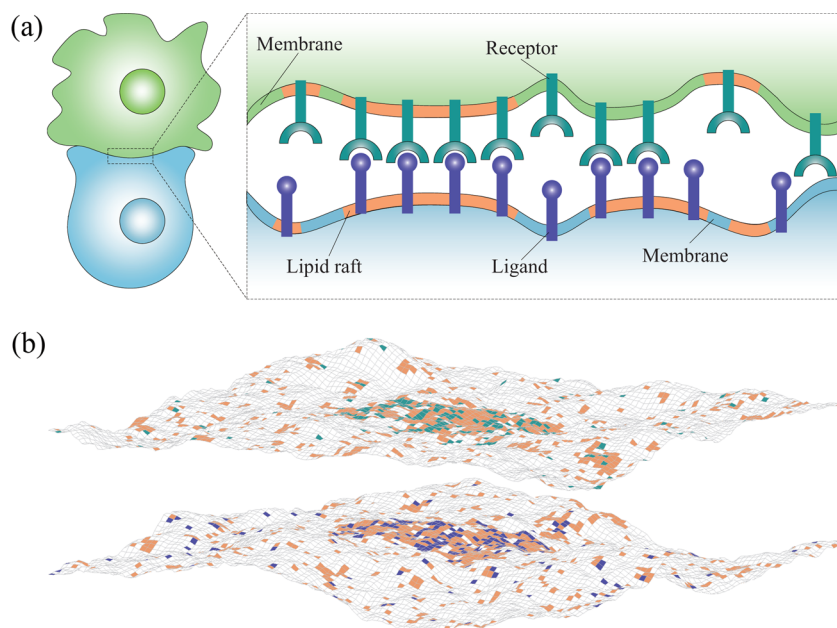 (a)
Membrane
Receptor
Lipid raft
Ligand
Membrane
(b)